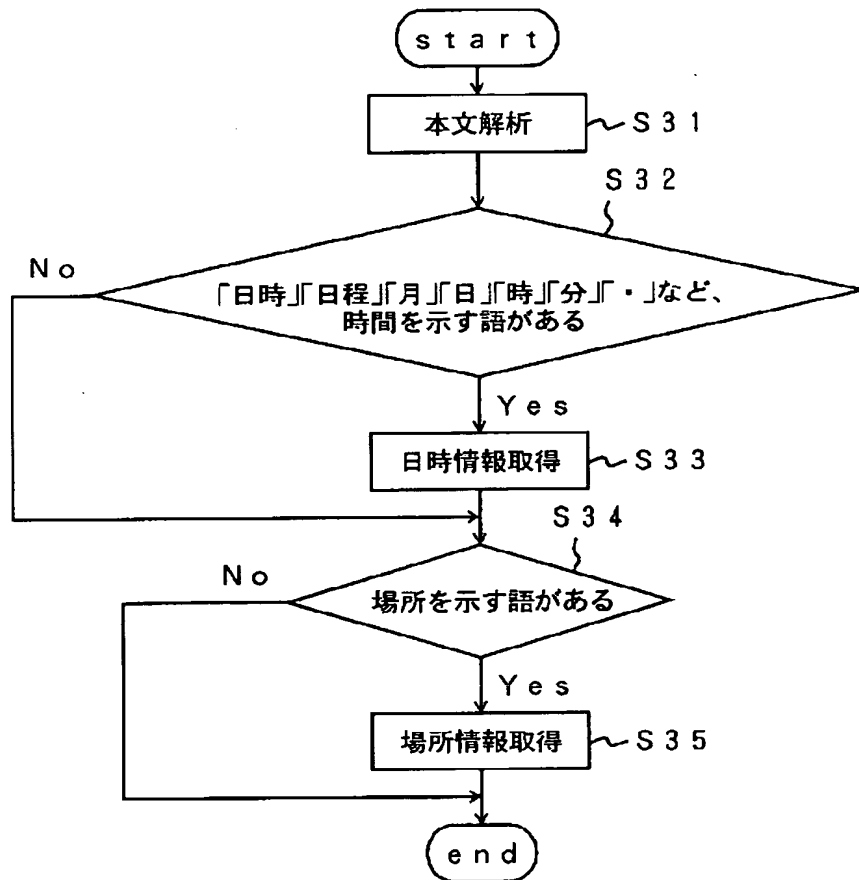 start
本文解析
S31
S32
No
「日時」「日程」「月」「日」「時」「分」「・」など、
時間を示す語がある
Yes
日時情報取得
S33
S34
No
場所を示す語がある
Yes
場所情報取得
S35
end